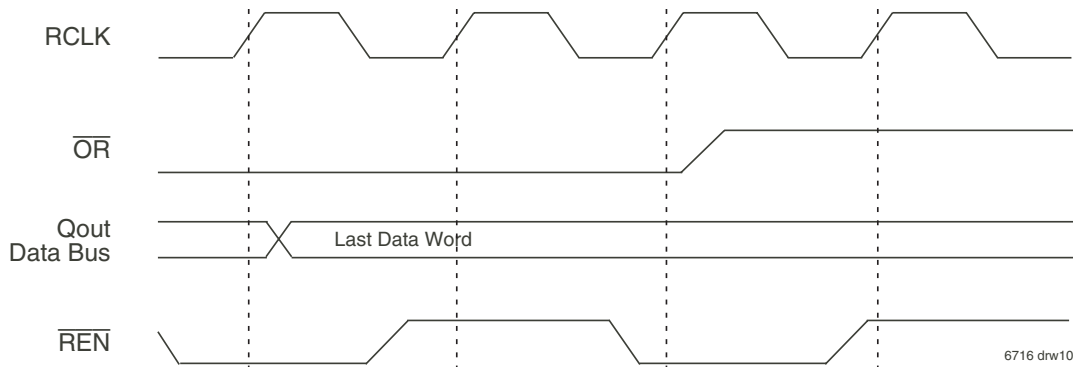 RCLK
OR
Qout
Data Bus
Last Data Word
REN
6716 drw10